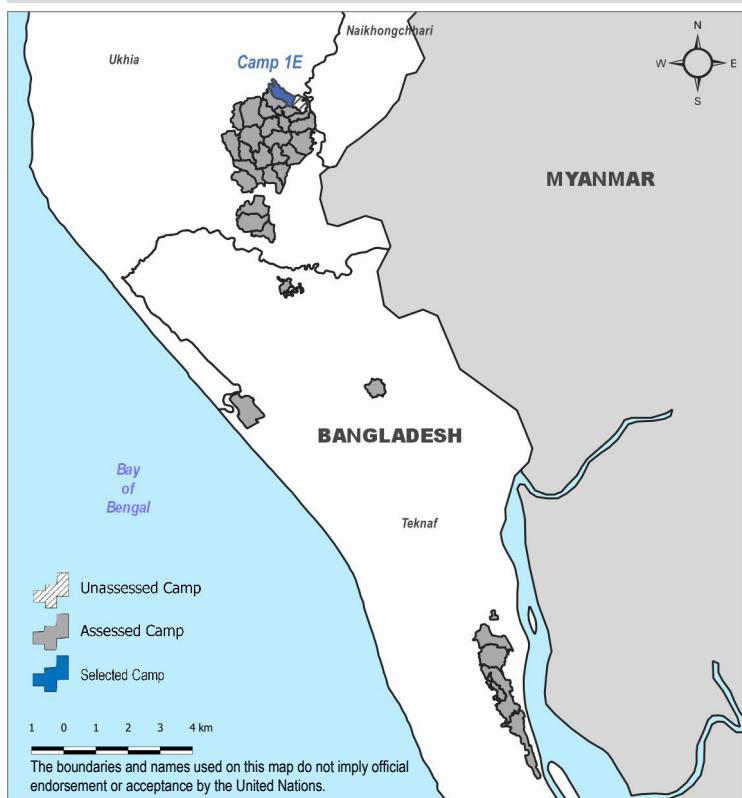 Naikhongchhari
N
W
E
S
Ukhia
Camp 1E
MYANMAR
BANGLADESH
Bay
of
Bengal
Teknaf
Unassessed Camp
Assessed Camp
Selected Camp
1 0 1 2 3 4 km
The boundaries and names used on this map do not imply official
endorsement or acceptance by the United Nations.